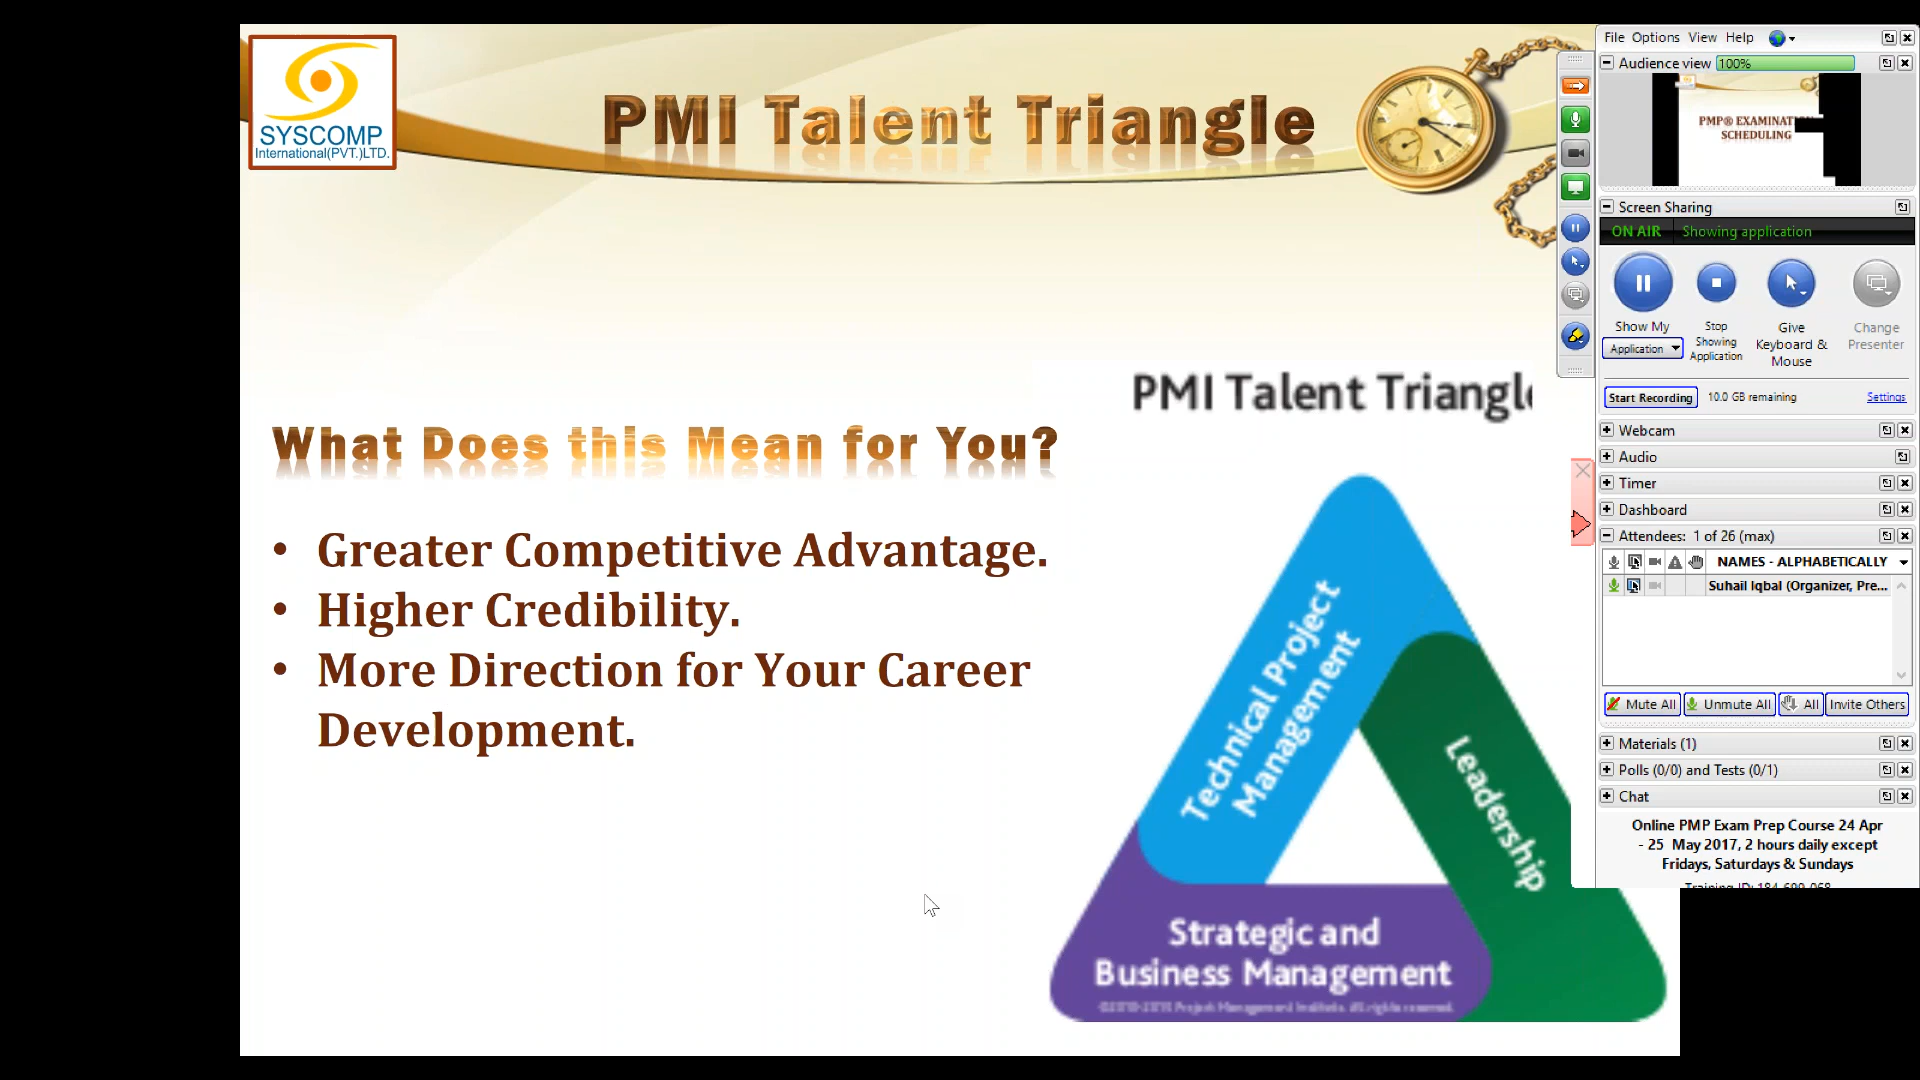 SYSCOMP
International(PVT.)LTD.
PMI Talent Triangle
What Does this Mean for You?
• Greater Competitive Advantage.
• Higher Credibility.
• More Direction for Your Career
Development.
PMI Talent Triangle
Technical Project
Management
Leadership
Strategic and
Business Management
File Options View Help
Audience view 100%
PMP® EXAMINAT
SCHEDULING
Screen Sharing
ON AIR Showing application
Show My
Application
Stop
Showing
Application
Give
Keyboard &
Mouse
Change
Presenter
Start Recording 10.0 GB remaining Settings
Webcam
Audio
Timer
Dashboard
Attendees: 1 of 26 (max)
NAMES - ALPHABETICALLY
Suhail Iqbal (Organizer, Pre...
Mute All Unmute All All Invite Others
Materials (1)
Polls (0/0) and Tests (0/1)
Chat
Online PMP Exam Prep Course 24 Apr
- 25 May 2017, 2 hours daily except
Fridays, Saturdays & Sundays